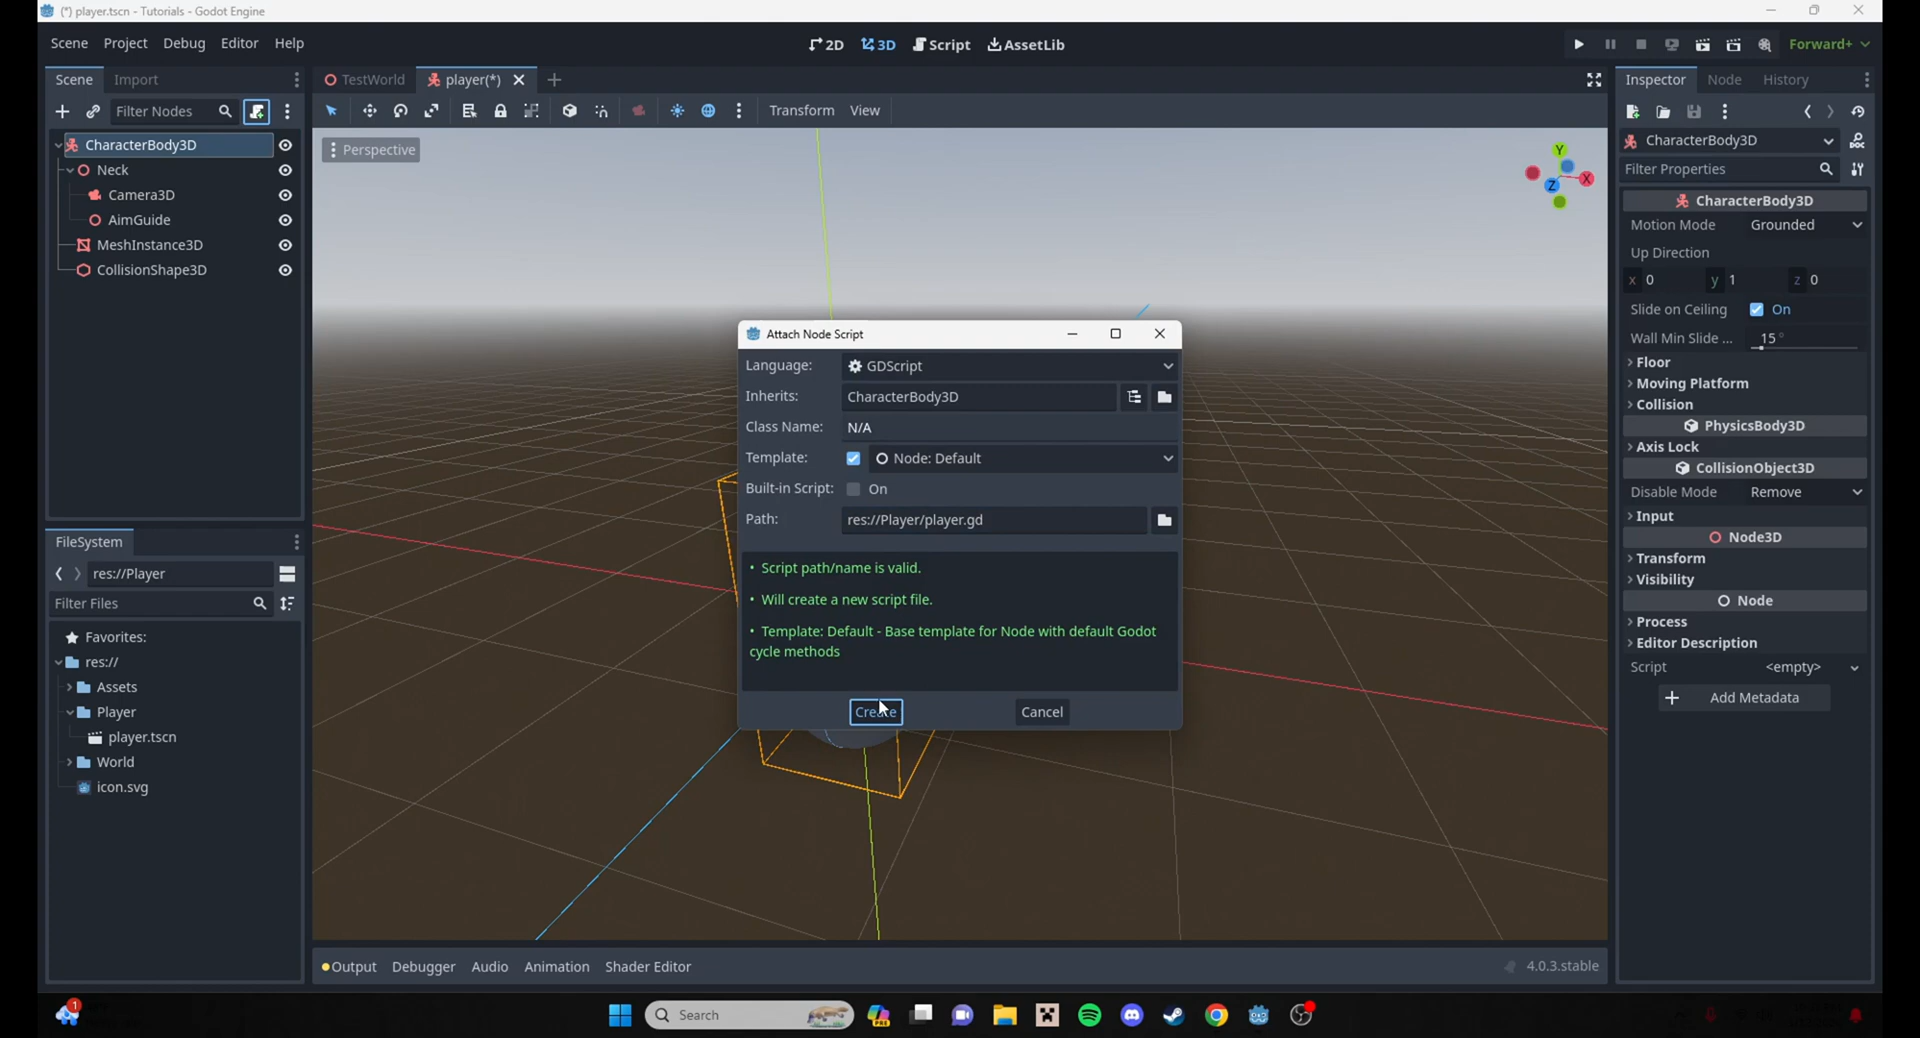 (*) player.tscn - Tutorials - Godot Engine
Scene Project Debug Editor Help
2D 3D Script AssetLib
Forward+
Scene Import
TestWorld player(*)
Inspector Node History
Filter Nodes
Transform View
CharacterBody3D
Neck
Camera3D
AimGuide
MeshInstance3D
CollisionShape3D
Perspective
Y
X
Z
CharacterBody3D
DOC
Filter Properties
CharacterBody3D
Motion Mode Grounded
Up Direction
x 0 y 1 z 0
Slide on Ceiling On
Wall Min Slide ... 15 °
Floor
Moving Platform
Collision
PhysicsBody3D
Axis Lock
CollisionObject3D
Disable Mode Remove
Input
Node3D
Transform
Visibility
Node
Process
Editor Description
Script <empty>
Add Metadata
Attach Node Script
Language: GDScript
Inherits: CharacterBody3D
Class Name: N/A
Template: Node: Default
Built-in Script: On
Path: res://Player/player.gd
• Script path/name is valid.
• Will create a new script file.
• Template: Default - Base template for Node with default Godot
cycle methods
Create Cancel
FileSystem
res://Player
Filter Files
Favorites:
res://
Assets
Player
player.tscn
World
icon.svg
Output Debugger Audio Animation Shader Editor
4.0.3.stable
1
Search
PRE